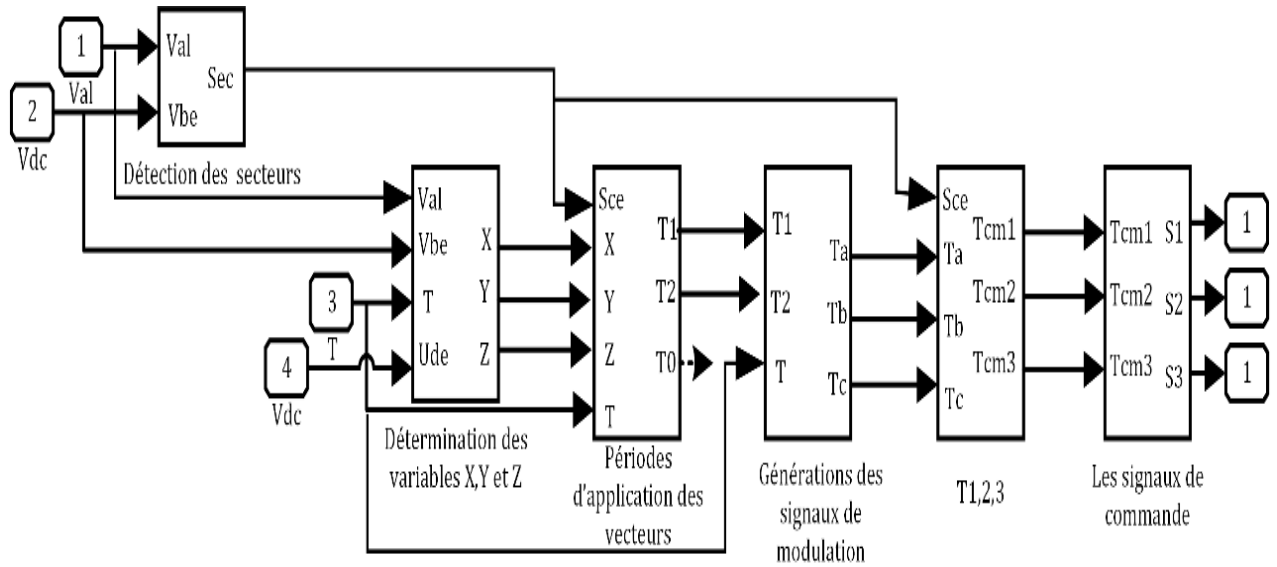 1
Val
2
Vdc
Val
Vbe
Sec
Détection des secteurs
3
T
4
Vdc
Val
Vbe
T
Ude
X
Y
Z
Détermination des
variables X,Y et Z
Sce
X
Y
Z
T
T1
T2
T0
Périodes
d'application des
vecteurs
T1
T2
T
Ta
Tb
Tc
Générations des
signaux de
modulation
Sce
Ta
Tb
Tc
Tcm1
Tcm2
Tcm3
T1,2,3
Tcm1
Tcm2
Tcm3
S1
S2
S3
Les signaux de
commande
1
1
1